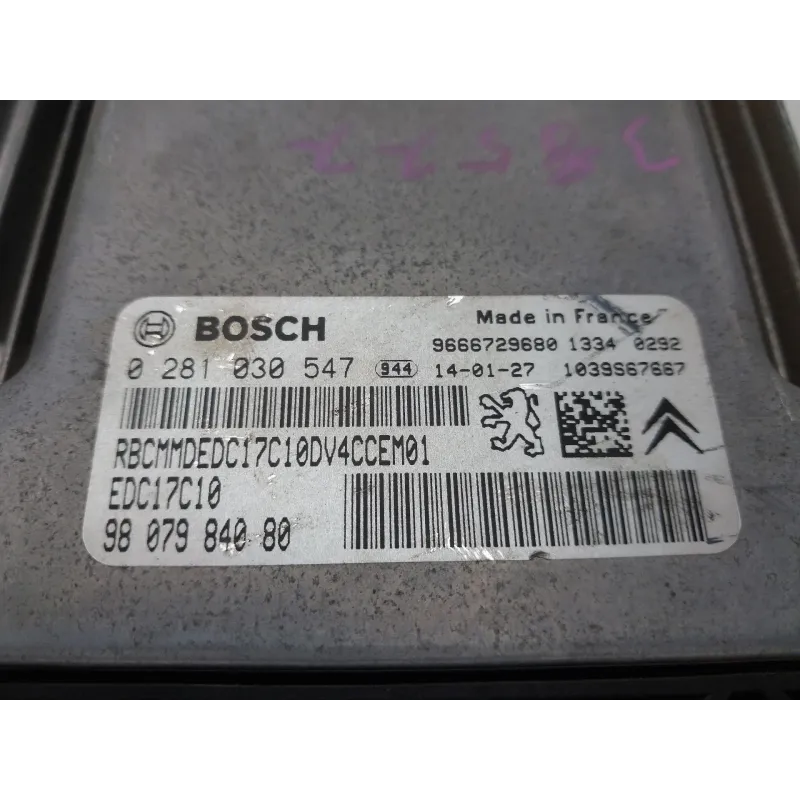 BOSCH
Made in France
9666729680 1334 0292
0 281 030 547 944 14-01-27 1039S67667
RBCMMDEDC17C10DV4CCEM01
EDC17C10
98 079 840 80